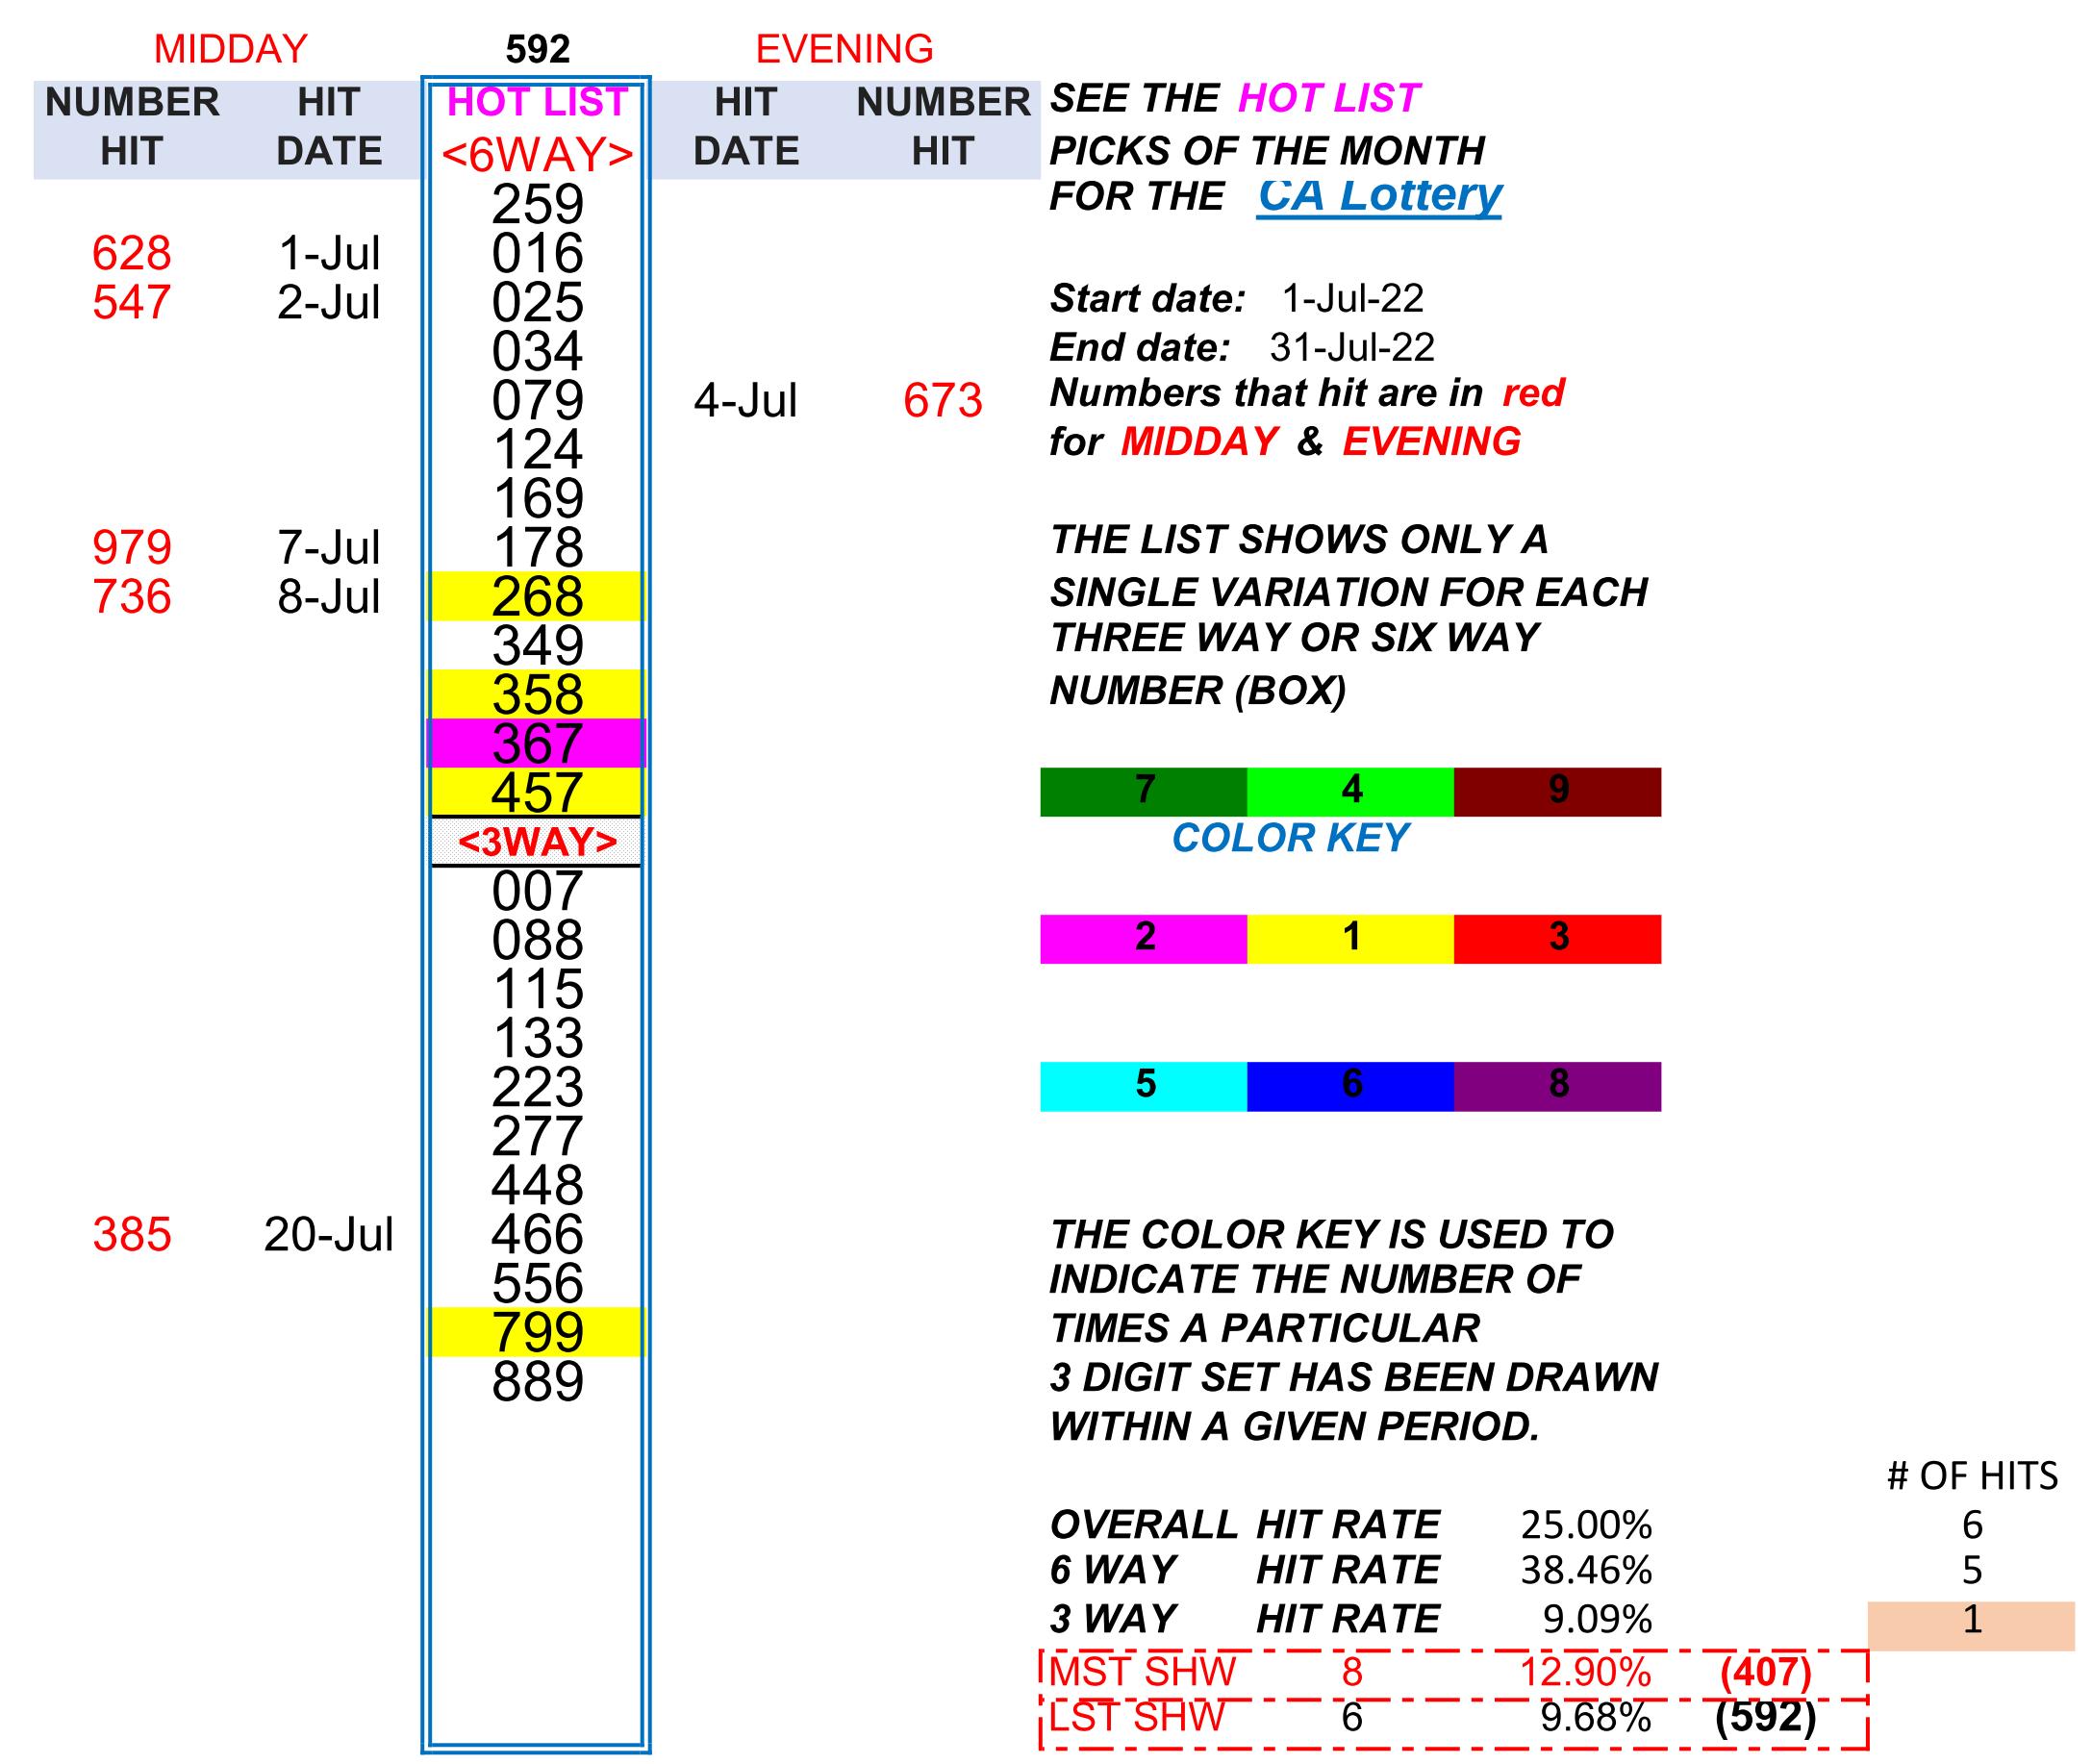 MIDDAY 592 EVENING
NUMBER HIT HOT LIST HIT NUMBER SEE THE HOT LIST
HIT DATE <6WAY> DATE HIT PICKS OF THE MONTH
259 FOR THE CA Lottery
628 1-Jul 016
547 2-Jul 025 Start date: 1-Jul-22
034 End date: 31-Jul-22
079 4-Jul 673 Numbers that hit are in red
124 for MIDDAY & EVENING
169
979 7-Jul 178 THE LIST SHOWS ONLY A
736 8-Jul 268 SINGLE VARIATION FOR EACH
349 THREE WAY OR SIX WAY
358 NUMBER (BOX)
367
457 7 4 9
<3WAY> COLOR KEY
007
088 2 1 3
115
133
223 5 6 8
277
448
385 20-Jul 466 THE COLOR KEY IS USED TO
556 INDICATE THE NUMBER OF
799 TIMES A PARTICULAR
889 3 DIGIT SET HAS BEEN DRAWN
WITHIN A GIVEN PERIOD.
# OF HITS
OVERALL HIT RATE 25.00% 6
6 WAY HIT RATE 38.46% 5
3 WAY HIT RATE 9.09% 1
MST SHW 8 12.90% (407)
LST SHW 6 9.68% (592)